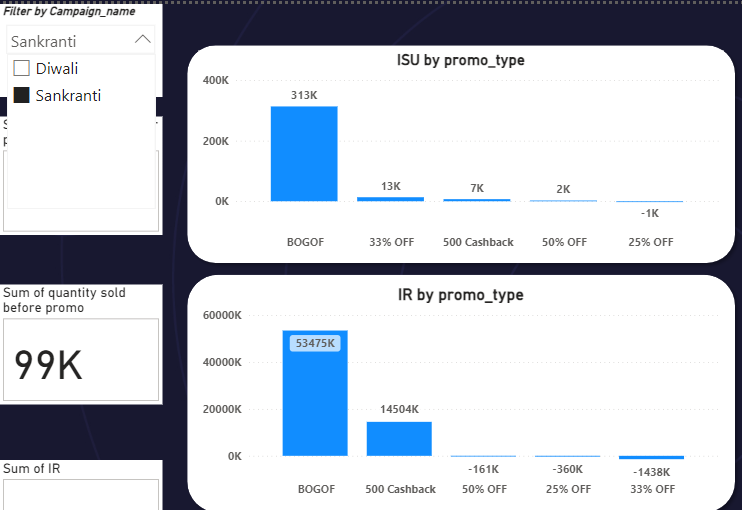 Filter by Campaign_name
Sankranti
Diwali
Sankranti
Sum of quantity sold
before promo
99K
Sum of IR
ISU by promo_type
400K
200K
0K
313K
13K
7K
2K
-1K
BOGOF
33% OFF
500 Cashback
50% OFF
25% OFF
IR by promo_type
60000K
40000K
20000K
0K
53475K
14504K
-161K
-360K
-1438K
BOGOF
500 Cashback
50% OFF
25% OFF
33% OFF